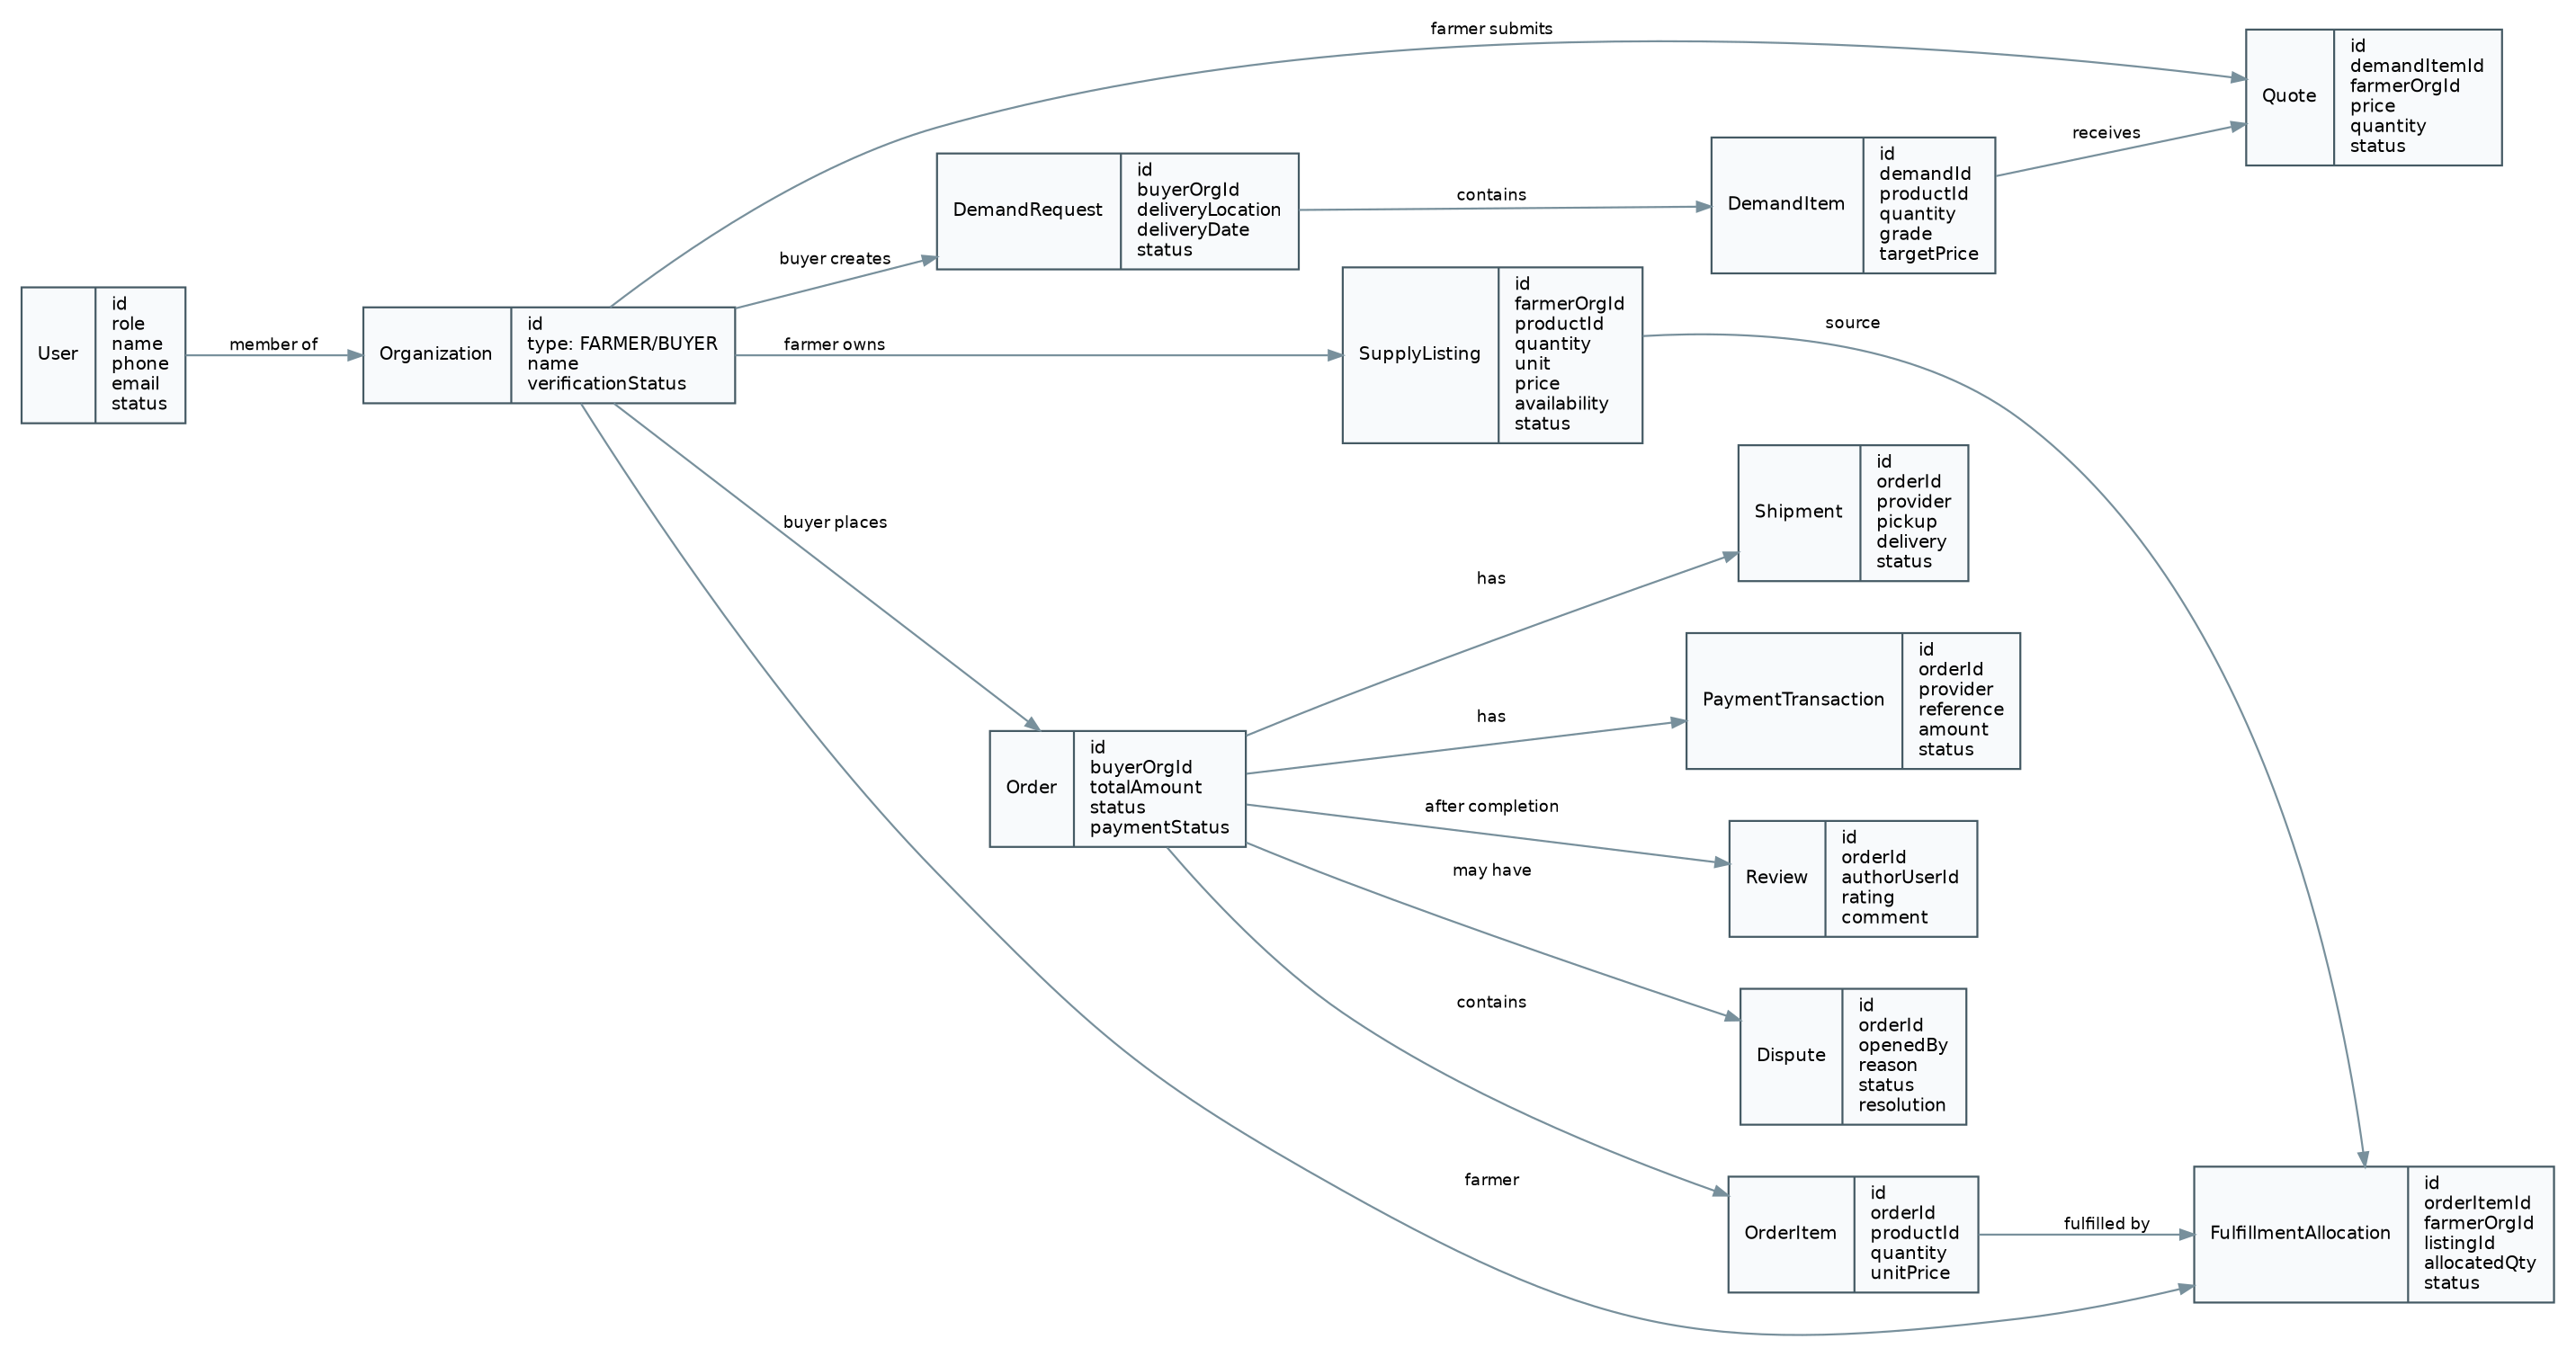 farmer submits
Quote
id
demandItemId
farmerOrgId
price
quantity
status
receives
DemandRequest
id
buyerOrgId
deliveryLocation
deliveryDate
status
contains
DemandItem
id
demandId
productId
quantity
grade
targetPrice
buyer creates
User
id
role
name
phone
email
status
member of
Organization
id
type: FARMER/BUYER
name
verificationStatus
farmer owns
SupplyListing
id
farmerOrgId
productId
quantity
unit
price
availability
status
source
buyer places
Shipment
id
orderId
provider
pickup
delivery
status
has
PaymentTransaction
id
orderId
provider
reference
amount
status
has
Order
id
buyerOrgId
totalAmount
status
paymentStatus
after completion
Review
id
orderId
authorUserId
rating
comment
may have
Dispute
id
orderId
openedBy
reason
status
resolution
contains
farmer
OrderItem
id
orderId
productId
quantity
unitPrice
fulfilled by
FulfillmentAllocation
id
orderItemId
farmerOrgId
listingId
allocatedQty
status